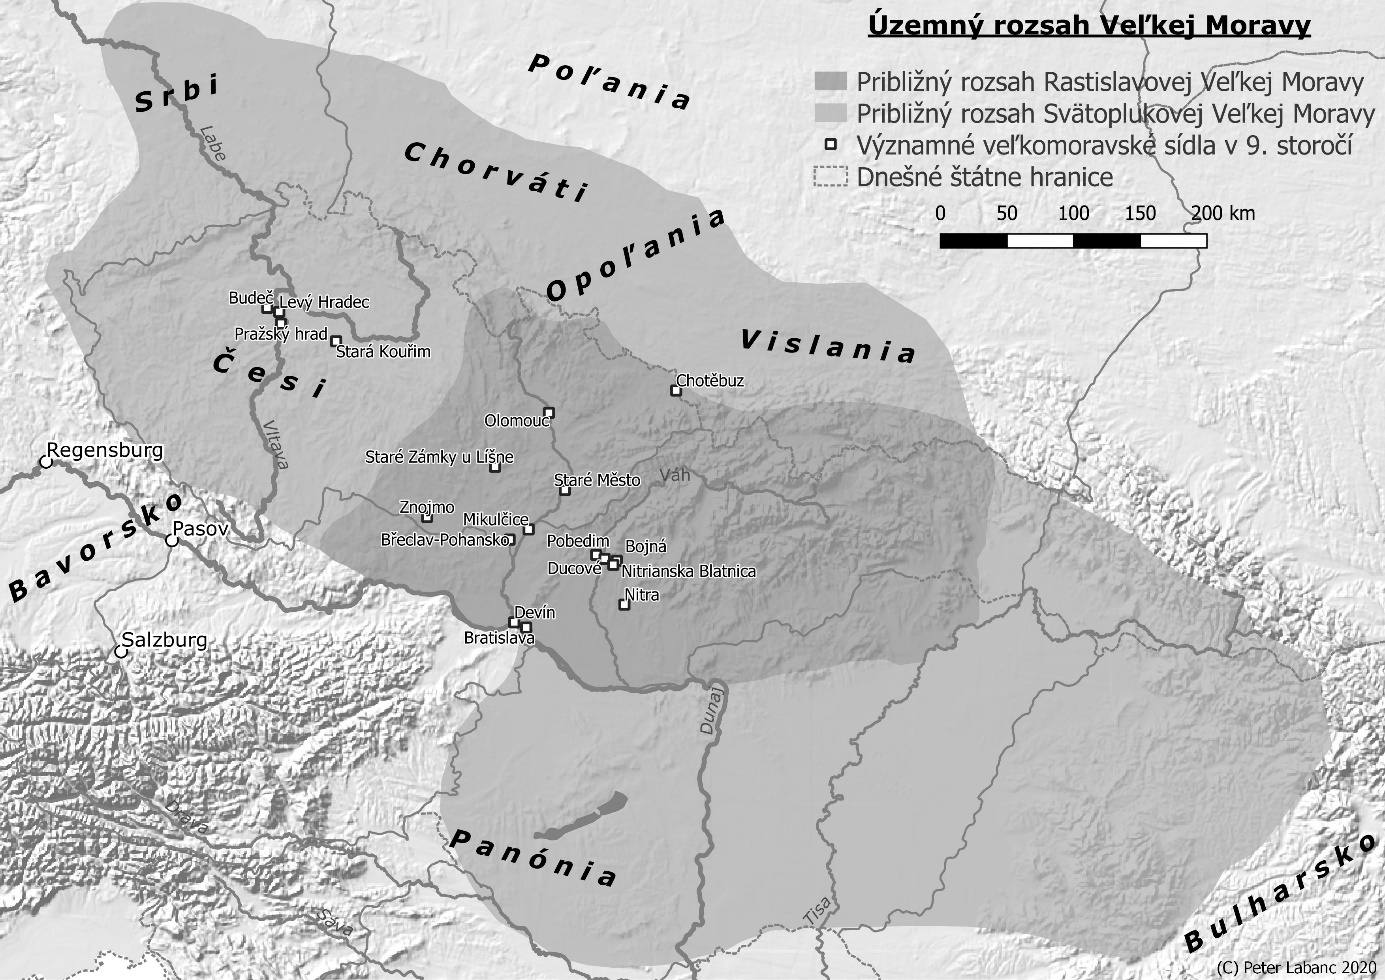 Územný rozsah Veľkej Moravy
Približný rozsah Rastislavovej Veľkej Moravy
Približný rozsah Svätoplukovej Veľkej Moravy
Významné veľkomoravské sídla v 9. storočí
Dnešné štátne hranice
0 50 100 150 200 km
Poľania
Srbi
Labe
Chorváti
Opoľania
Vislania
Budeč
Levý Hradec
Pražský hrad
Stará Kouřim
Česi
Chotěbuz
Olomouc
Vltava
Regensburg
Staré Zámky u Líšne
Staré Město
Váh
Bavorsko
Pasov
Znojmo
Mikulčice
Břeclav-Pohansko
Pobedim
Bojná
Ducové
Nitrianska Blatnica
Nitra
Devín
Bratislava
Salzburg
Dunaj
Dráva
Panónia
Sáva
Tisa
Bulharsko
(C) Peter Labanc 2020